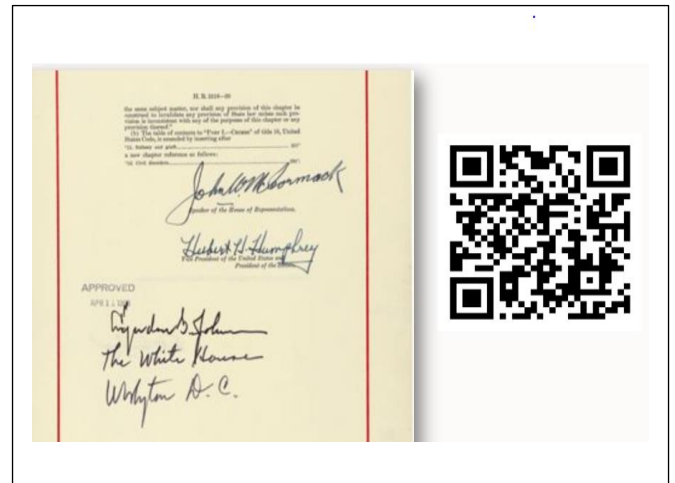 H. R. 2516—20
the same subject matter, nor shall any provision of this chapter be
construed to invalidate any provision of State law unless such pro-
vision is inconsistent with any of the purposes of this chapter or any
provision thereof."
(b) The table of contents to "PART I.—CRIMES" of title 18, United
States Code, is amended by inserting after
a new chapter reference as follows:
John W. McCormack
Speaker of the House of Representatives.
Hubert H. Humphrey
Vice President of the United States and
President of the Senate.
APPROVED
APR 11 1968
Lyndon B. Johnson
The White House
D. C.